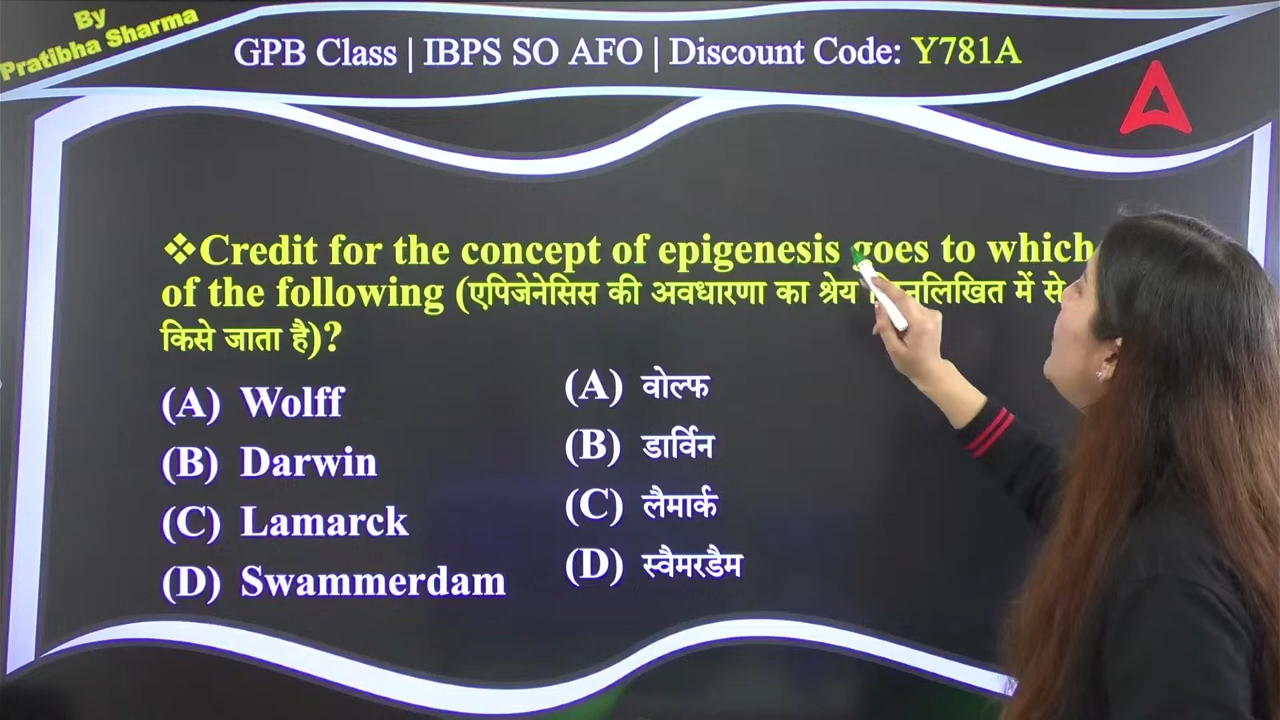 By
Pratibha Sharma
GPB Class | IBPS SO AFO | Discount Code: Y781A
❖Credit for the concept of epigenesis goes to which
of the following (एपिजेनेसिस की अवधारणा का श्रेय में से
किसे जाता है)?
(A) Wolff
(B) Darwin
(C) Lamarck
(D) Swammerdam
(A) वोल्फ
(B) डार्विन
(C) लैमार्क
(D) स्वैमरडैम